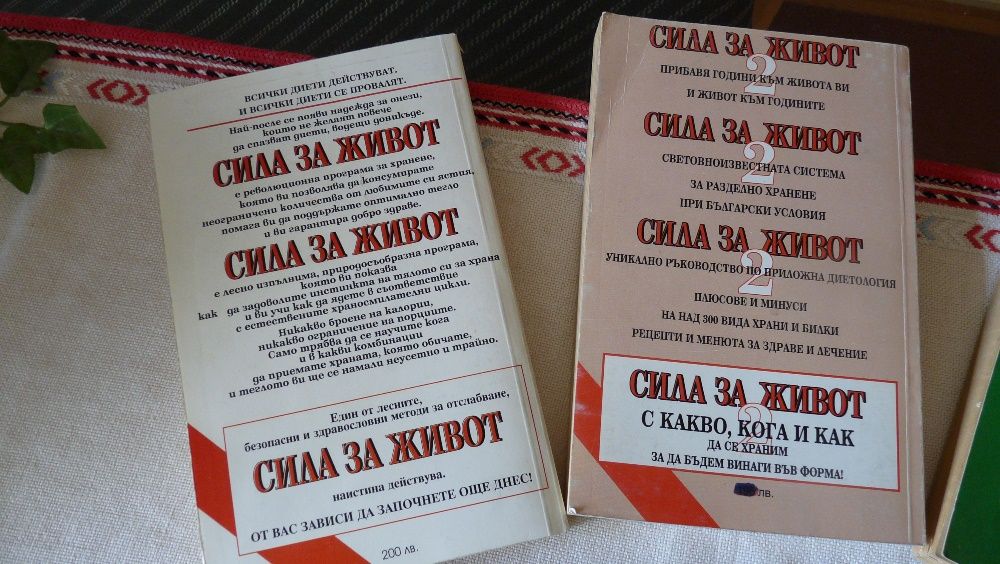 ВСИЧКИ ДИЕТИ ДЕЙСТВУВАТ.
И ВСИЧКИ ДИЕТИ СЕ ПРОВАЛЯТ.
Най-после се появи надежда за онези,
които не желаят повече
да спазват диети, водещи доникъде.
СИЛА ЗА ЖИВОТ
е революционна програма за хранене,
която ви позволява да консумирате
неограничени количества от любимите си ястия,
помага ви да поддържате оптимално тегло
и ви гарантира добро здраве.
СИЛА ЗА ЖИВОТ
е лесно изпълнима, природосъобразна програма,
която ви показва
как да задоволите инстинкта на тялото си за храна
и ви учи как да ядете в съответствие
с естествените храносмилателни цикли.
Никакво броене на калории,
никакво ограничение на порциите.
Само трябва да се научите кога
и в какви комбинации
да приемате храната, която обичате,
и теглото ви ще се намали неусетно и трайно.
Един от лесните,
безопасни и здравословни методи за отслабване,
СИЛА ЗА ЖИВОТ
наистина действува.
ОТ ВАС ЗАВИСИ ДА ЗАПОЧНЕТЕ ОЩЕ ДНЕС!
200 лв.
СИЛА ЗА ЖИВОТ
2
ПРИБАВЯ ГОДИНИ КЪМ ЖИВОТА ВИ
И ЖИВОТ КЪМ ГОДИНИТЕ
СИЛА ЗА ЖИВОТ
2
СВЕТОВНОИЗВЕСТНАТА СИСТЕМА
ЗА РАЗДЕЛНО ХРАНЕНЕ
ПРИ БЪЛГАРСКИ УСЛОВИЯ
СИЛА ЗА ЖИВОТ
2
УНИКАЛНО РЪКОВОДСТВО ПО ПРИЛОЖНА ДИЕТОЛОГИЯ
ПЛЮСОВЕ И МИНУСИ
НА НАД 300 ВИДА ХРАНИ И БИЛКИ
РЕЦЕПТИ И МЕНЮТА ЗА ЗДРАВЕ И ЛЕЧЕНИЕ
СИЛА ЗА ЖИВОТ
2
С КАКВО, КОГА И КАК
ДА СЕ ХРАНИМ
ЗА ДА БЪДЕМ ВИНАГИ ВЪВ ФОРМА!
лв.